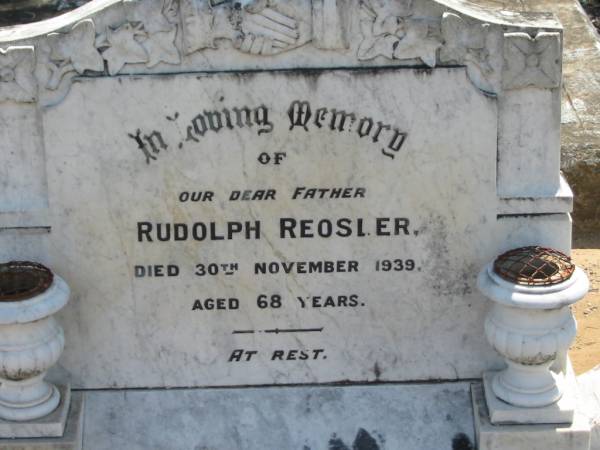 In Loving Memory
OF
OUR DEAR FATHER
RUDOLPH REOSLER,
DIED 30TH NOVEMBER 1939.
AGED 68 YEARS.
AT REST.